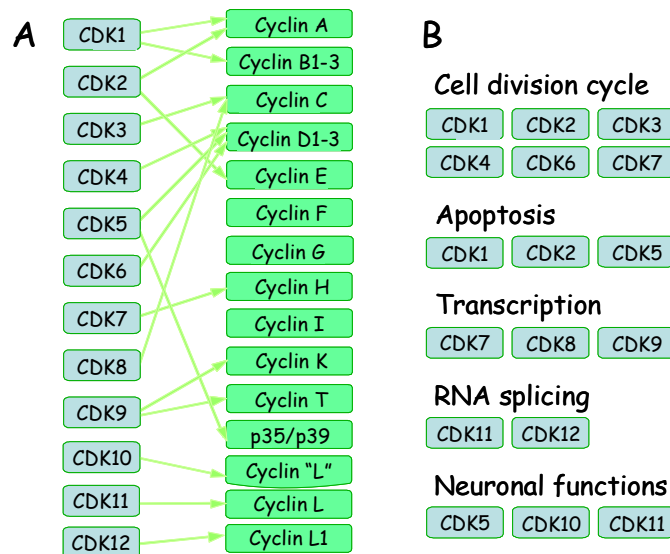 A
CDK1
CDK2
CDK3
CDK4
CDK5
CDK6
CDK7
CDK8
CDK9
CDK10
CDK11
CDK12
Cyclin A
Cyclin B1-3
Cyclin C
Cyclin D1-3
Cyclin E
Cyclin F
Cyclin G
Cyclin H
Cyclin I
Cyclin K
Cyclin T
p35/p39
Cyclin “L”
Cyclin L
Cyclin L1
B
Cell division cycle
CDK1 CDK2 CDK3
CDK4 CDK6 CDK7
Apoptosis
CDK1 CDK2 CDK5
Transcription
CDK7 CDK8 CDK9
RNA splicing
CDK11 CDK12
Neuronal functions
CDK5 CDK10 CDK11